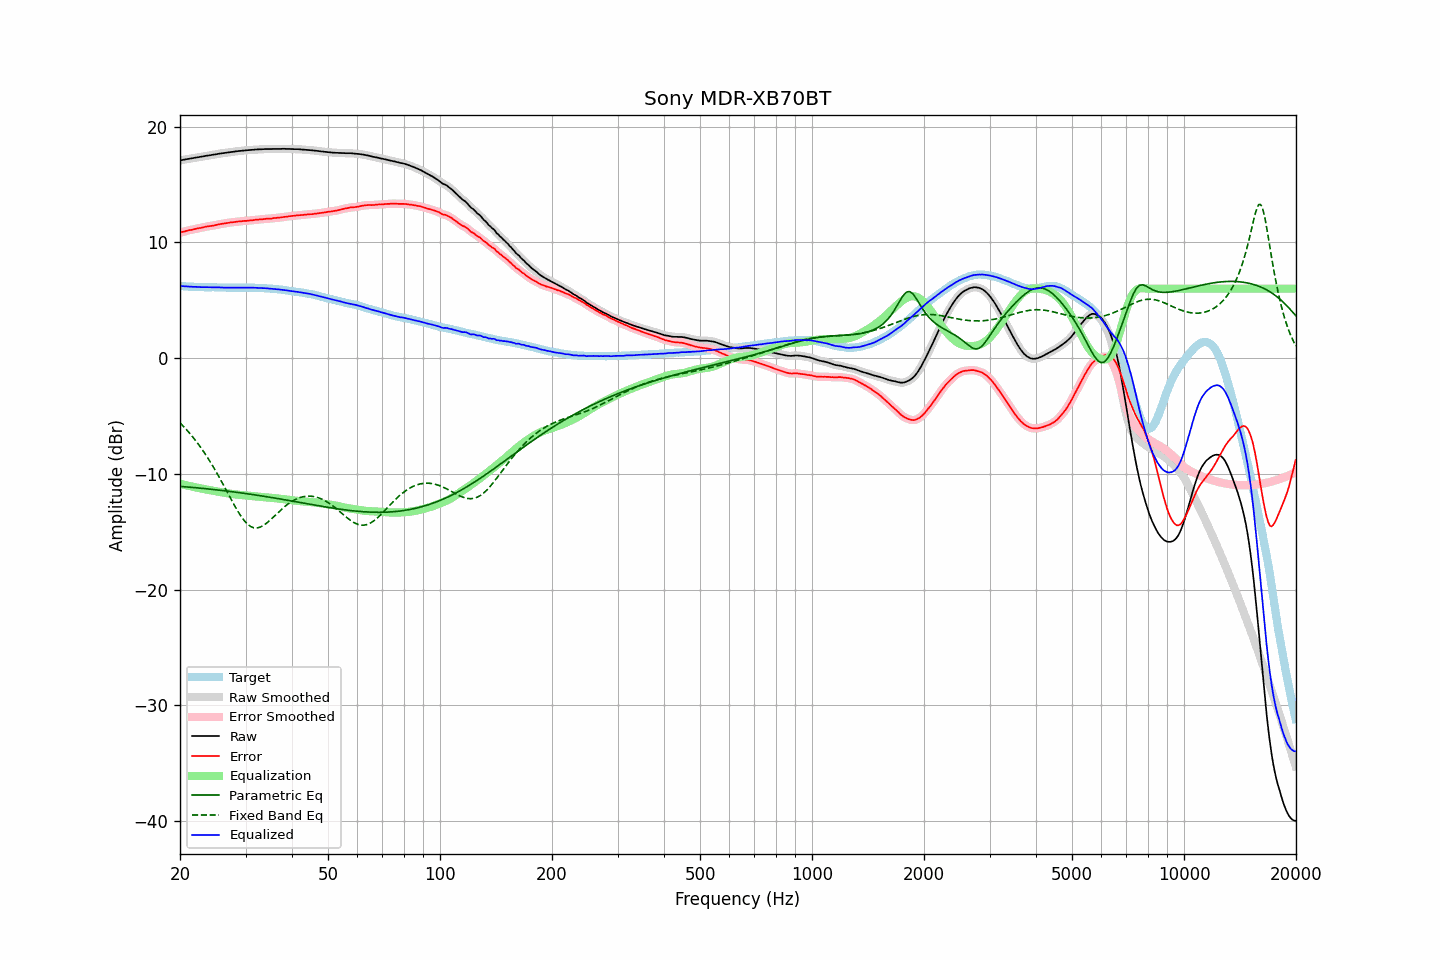 Sony MDR-XB70BT
20
10
0
−10
−20
−30
−40
Amplitude (dBr)
Target
Raw Smoothed
Error Smoothed
Raw
Error
Equalization
Parametric Eq
Fixed Band Eq
Equalized
20 50 100 200 500 1000 2000 5000 10000 20000
Frequency (Hz)